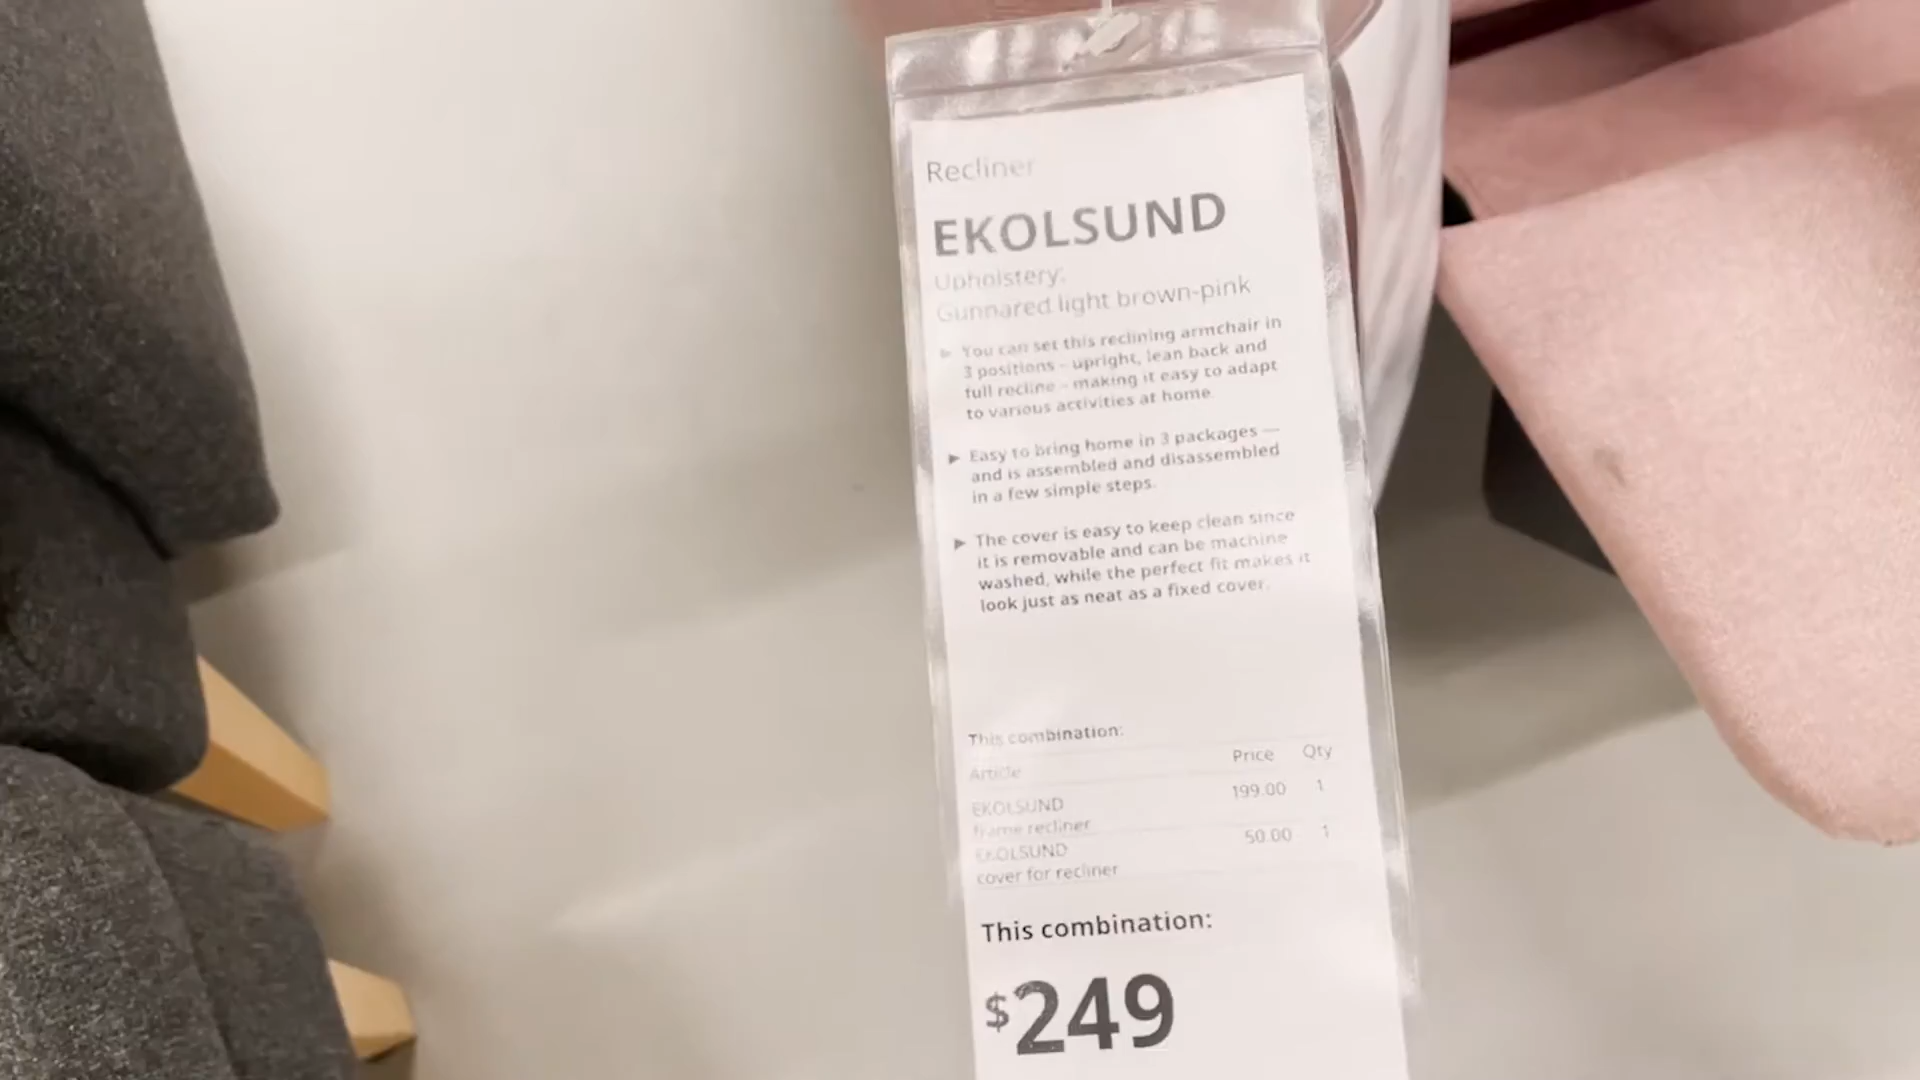 Recliner
EKOLSUND
Upholstery:
Gunnared light brown-pink
▸ You can set this reclining armchair in
3 positions – upright, lean back and
full recline – making it easy to adapt
to various activities at home.
▸ Easy to bring home in 3 packages —
and is assembled and disassembled
in a few simple steps.
▸ The cover is easy to keep clean since
it is removable and can be machine
washed, while the perfect fit makes it
look just as neat as a fixed cover.
This combination:
Article Price Qty
EKOLSUND 199.00 1
frame recliner
EKOLSUND 50.00 1
cover for recliner
This combination:
$249